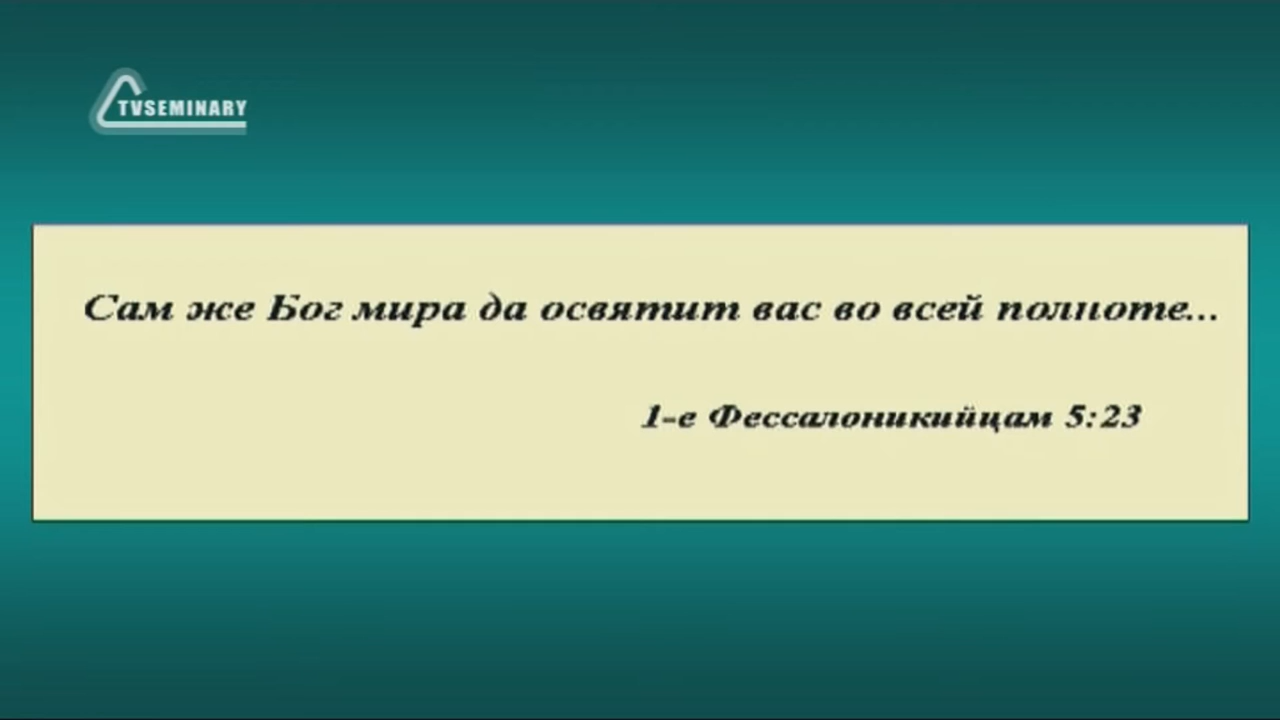 TVSEMINARY
Сам же Бог мира да освятит вас во всей полноте...
1-е Фессалоникийцам 5:23